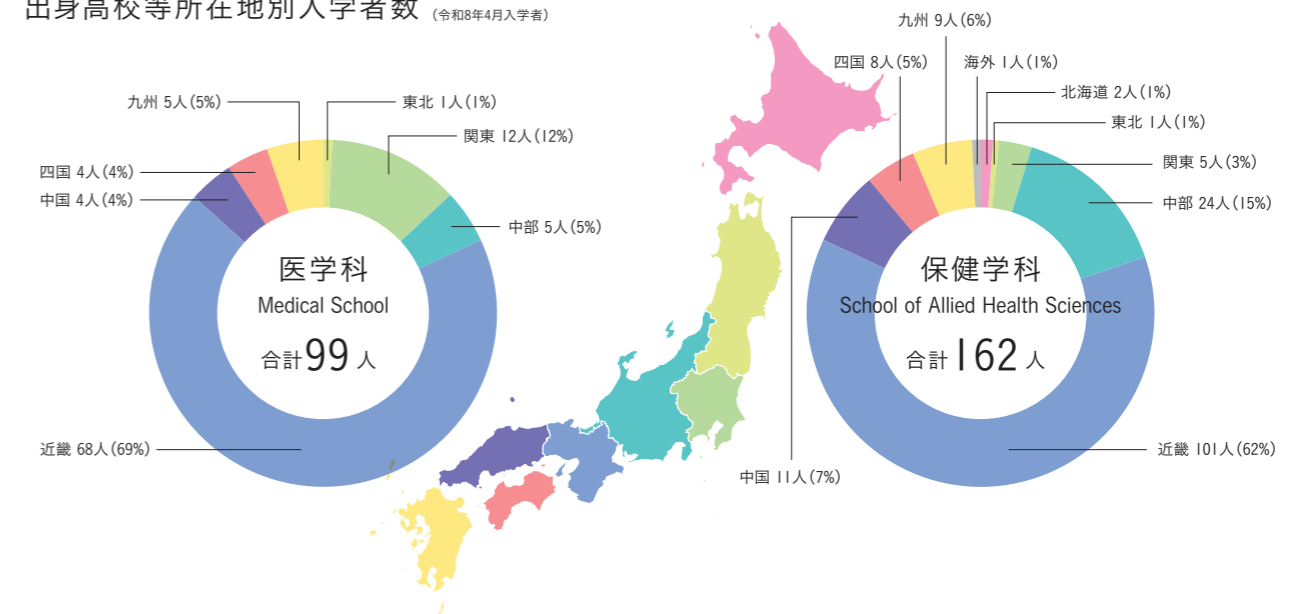 出身高校等所在地別入学者数 (令和8年4月入学者)
九州 5人(5%)
東北 1人(1%)
関東 12人(12%)
四国 4人(4%)
中国 4人(4%)
中部 5人(5%)
医学科
Medical School
合計99人
近畿 68人(69%)
九州 9人(6%)
四国 8人(5%)
海外 1人(1%)
北海道 2人(1%)
東北 1人(1%)
関東 5人(3%)
中部 24人(15%)
保健学科
School of Allied Health Sciences
合計162人
近畿 101人(62%)
中国 11人(7%)